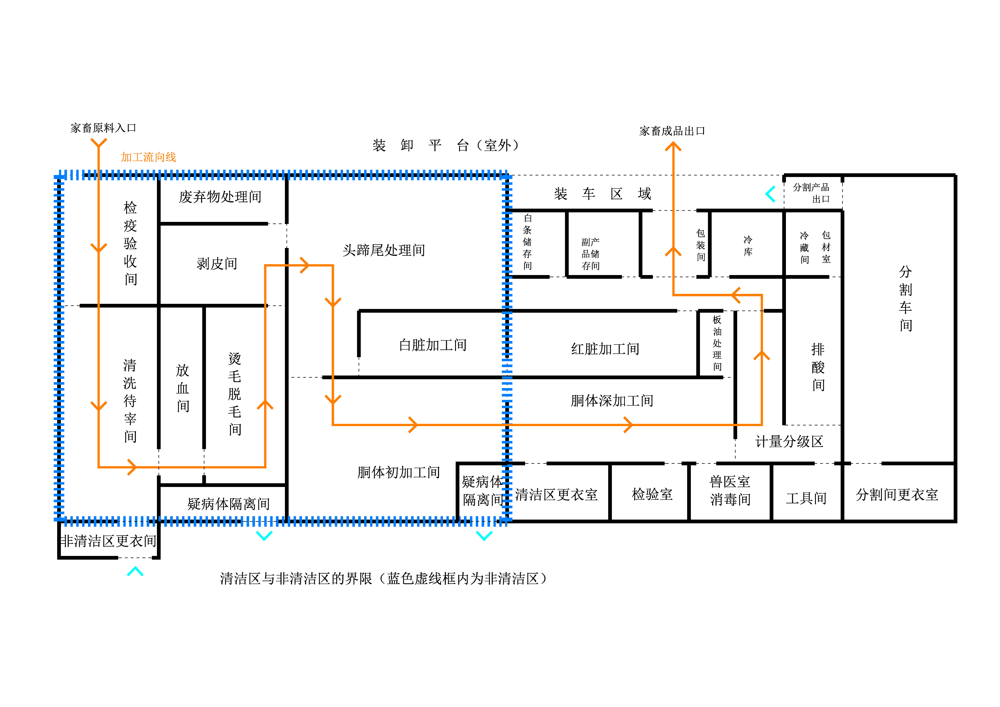 家畜原料入口
加工流向线
装卸平台（室外）
家畜成品出口
检疫验收间
废弃物处理间
剥皮间
头蹄尾处理间
装车区域
分割产品
出口
白条储存间
副产
品储
存间
包装间
冷库
冷藏间
包材室
分割车间
清洗待宰间
放血间
烫毛脱毛间
白脏加工间
红脏加工间
板油处理间
排酸间
胴体深加工间
计量分级区
胴体初加工间
疑病体隔离间
疑病体
隔离间
清洁区更衣室
检验室
兽医室
消毒间
工具间
分割间更衣室
非清洁区更衣间
清洁区与非清洁区的界限（蓝色虚线框内为非清洁区）